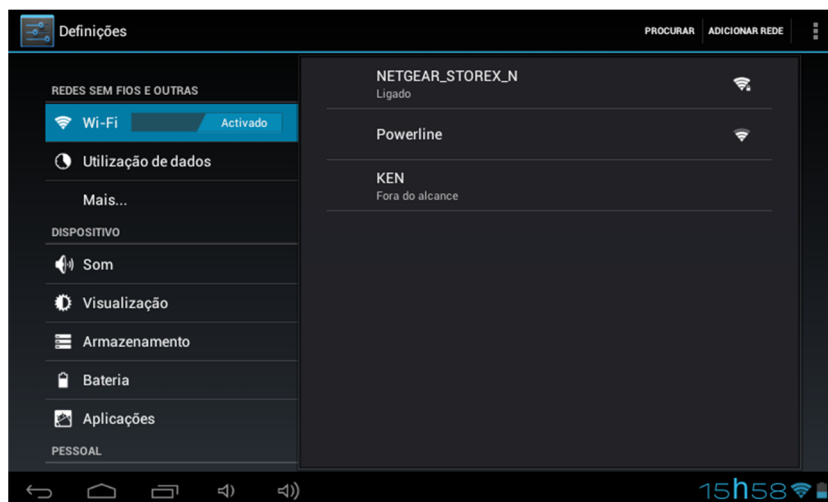 Definições
PROCURAR
ADICIONAR REDE
REDES SEM FIOS E OUTRAS
Wi-Fi
Activado
Utilização de dados
Mais...
DISPOSITIVO
Som
Visualização
Armazenamento
Bateria
Aplicações
PESSOAL
NETGEAR_STOREX_N
Ligado
Powerline
KEN
Fora do alcance
15h58